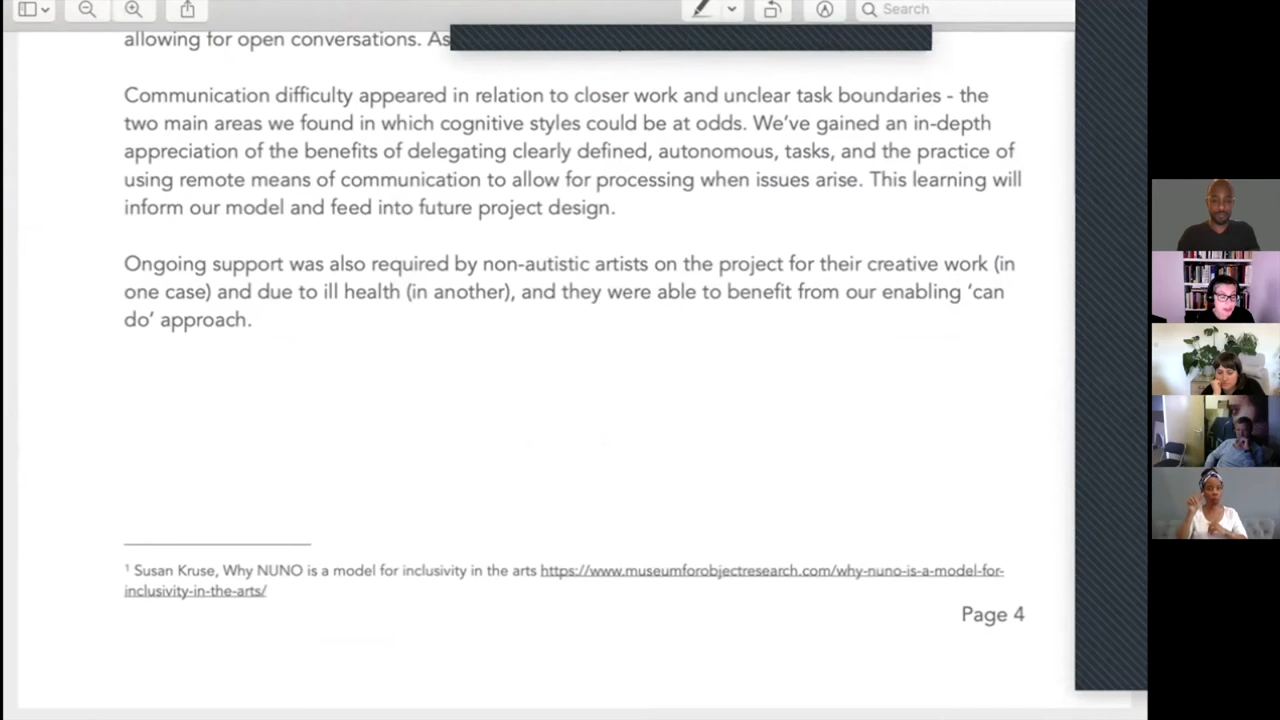 Search
allowing for open conversations. As
Communication difficulty appeared in relation to closer work and unclear task boundaries - the
two main areas we found in which cognitive styles could be at odds. We’ve gained an in-depth
appreciation of the benefits of delegating clearly defined, autonomous, tasks, and the practice of
using remote means of communication to allow for processing when issues arise. This learning will
inform our model and feed into future project design.
Ongoing support was also required by non-autistic artists on the project for their creative work (in
one case) and due to ill health (in another), and they were able to benefit from our enabling ‘can
do’ approach.
¹ Susan Kruse, Why NUNO is a model for inclusivity in the arts https://www.museumforobjectresearch.com/why-nuno-is-a-model-for-
inclusivity-in-the-arts/
Page 4